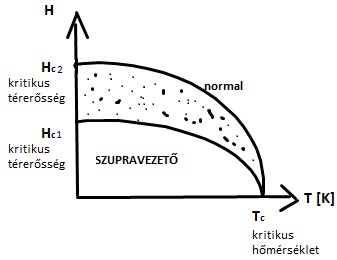 H
Hc2
kritikus
térerősség
normal
Hc1
kritikus
térerősség
SZUPRAVEZETŐ
T [K]
Tc
kritikus
hőmérséklet